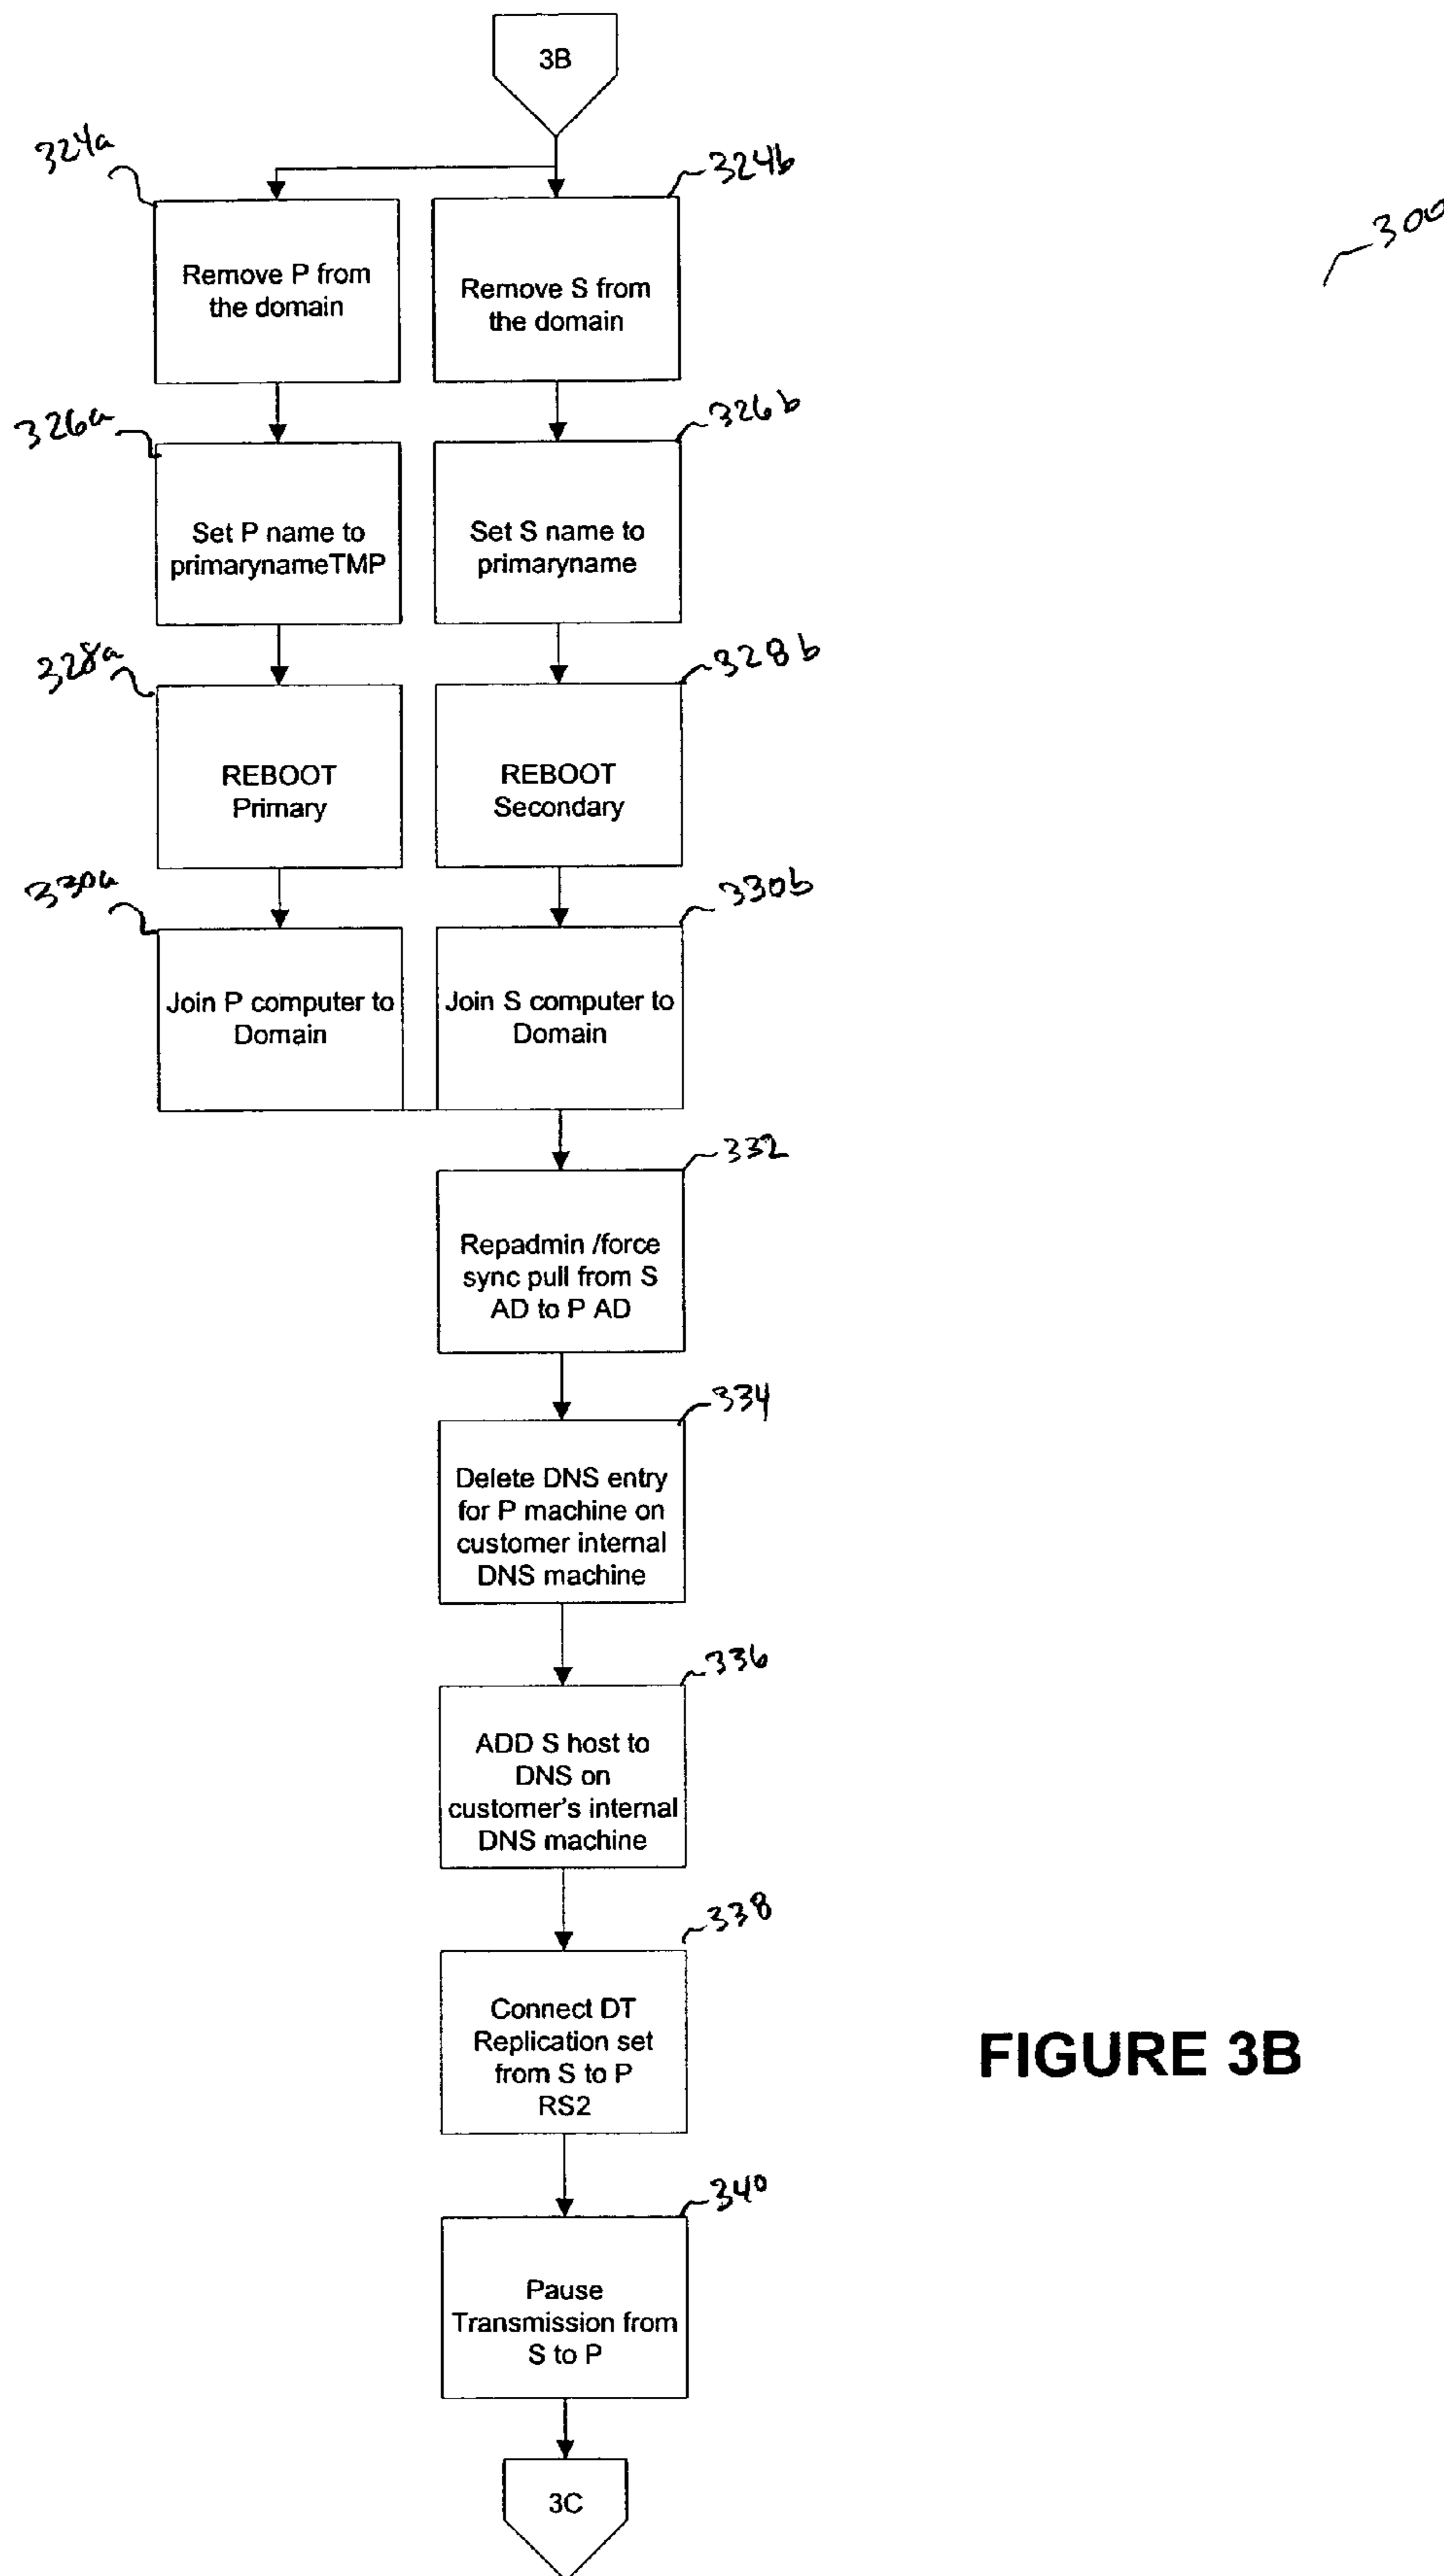 3B
324a
324b
300
Remove P from
the domain
Remove S from
the domain
326a
326b
Set P name to
primarynameTMP
Set S name to
primaryname
328a
328b
REBOOT
Primary
REBOOT
Secondary
330a
330b
Join P computer to
Domain
Join S computer to
Domain
332
Repadmin /force
sync pull from S
AD to P AD
334
Delete DNS entry
for P machine on
customer internal
DNS machine
336
ADD S host to
DNS on
customer's internal
DNS machine
338
Connect DT
Replication set
from S to P
RS2
FIGURE 3B
340
Pause
Transmission from
S to P
3C